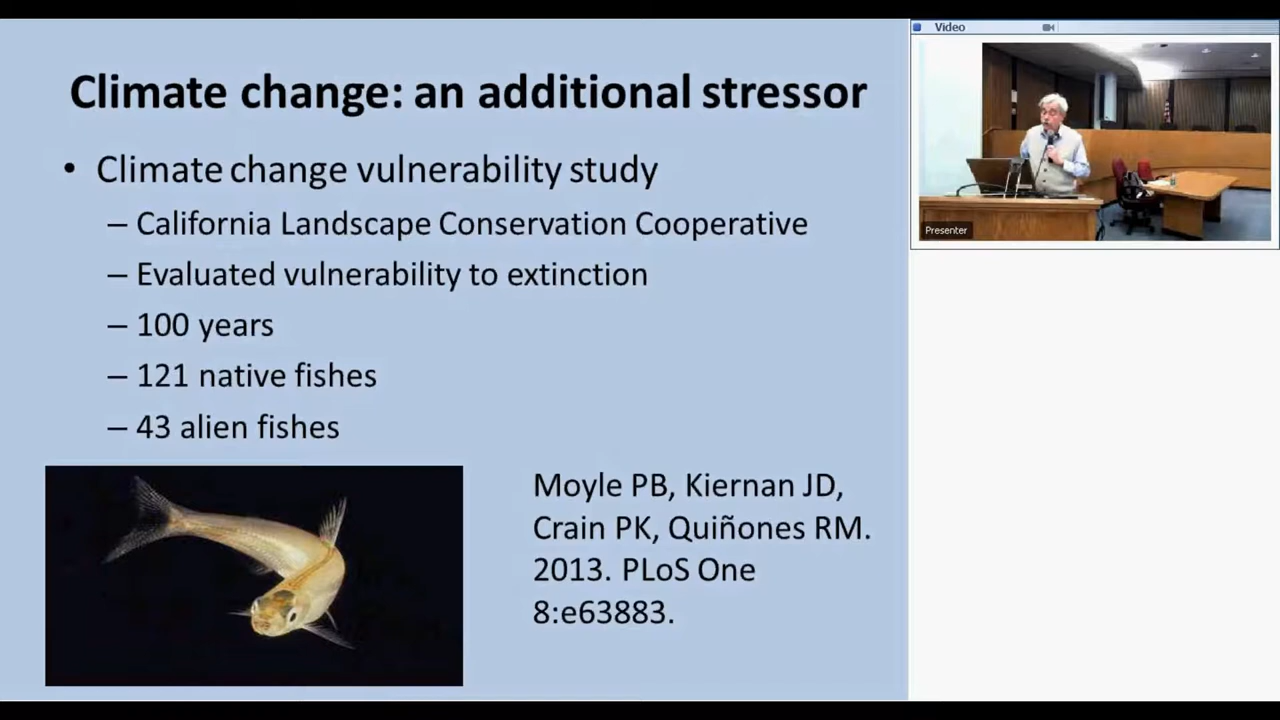 Climate change: an additional stressor
• Climate change vulnerability study
– California Landscape Conservation Cooperative
– Evaluated vulnerability to extinction
– 100 years
– 121 native fishes
– 43 alien fishes
Moyle PB, Kiernan JD,
Crain PK, Quiñones RM.
2013. PLoS One
8:e63883.
Video
Presenter